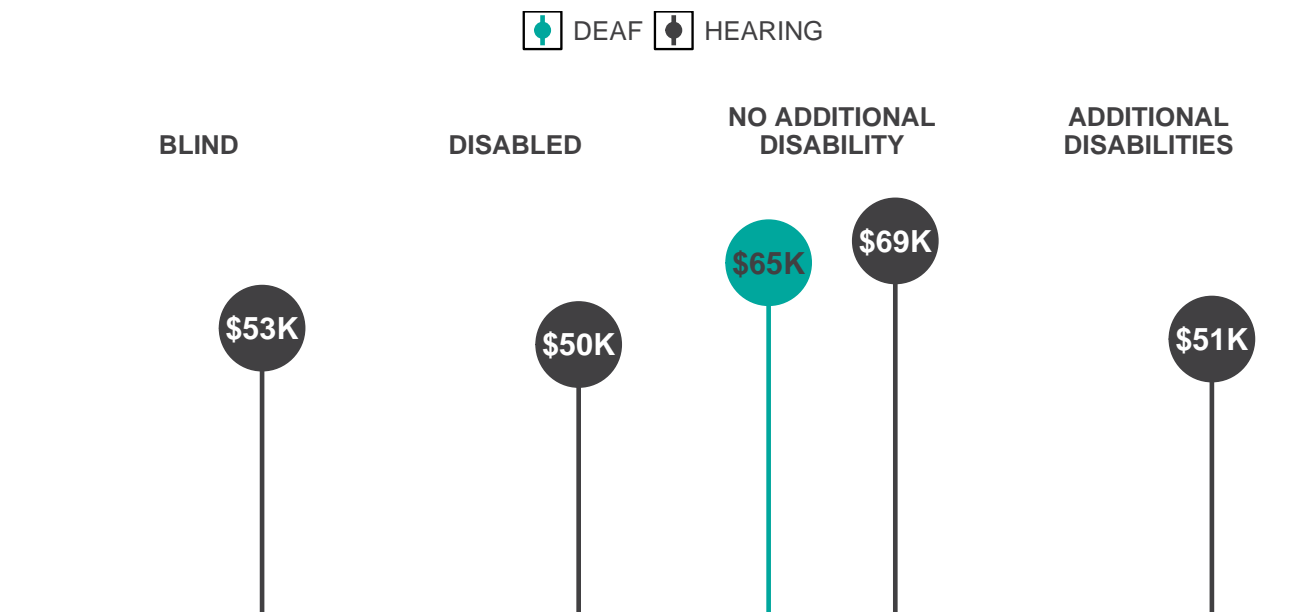 DEAF HEARING
BLIND
DISABLED
NO ADDITIONAL
DISABILITY
ADDITIONAL
DISABILITIES
$53K
$50K
$65K
$69K
$51K